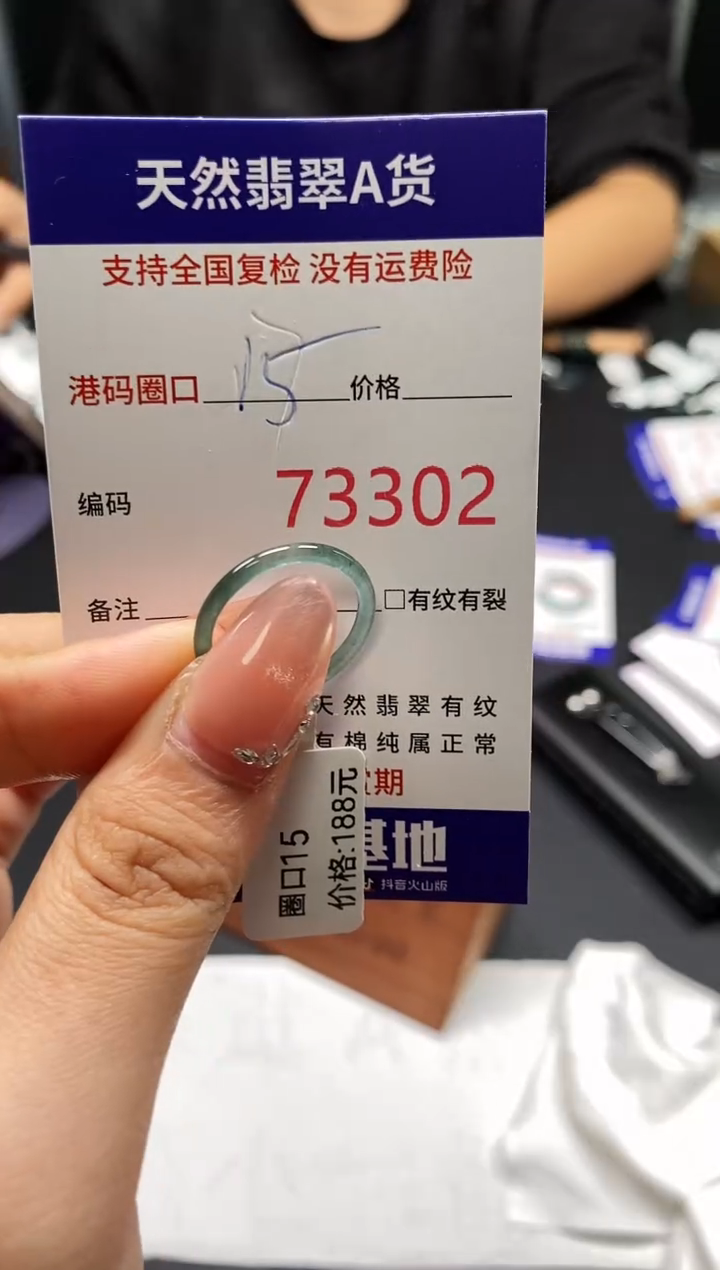 天然翡翠A货
支持全国复检 没有运费险
港码圈口 15 价格
编码 73302
备注 □有纹有裂
天然翡翠有纹
有棉纯属正常
期
基地
抖音火山版
圈口15
价格:188元